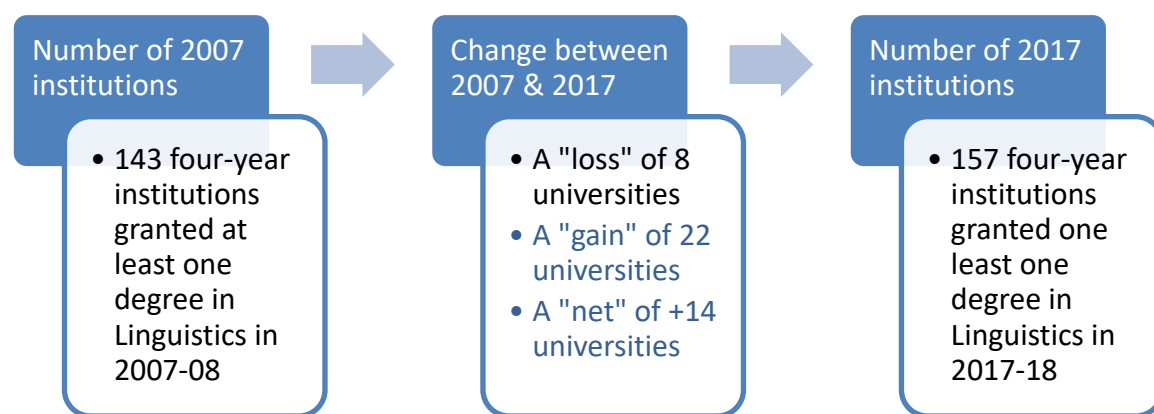 Number of 2007
institutions
• 143 four-year
institutions
granted at
least one
degree in
Linguistics in
2007-08
Change between
2007 & 2017
• A "loss" of 8
universities
• A "gain" of 22
universities
• A "net" of +14
universities
Number of 2017
institutions
• 157 four-year
institutions
granted one
least one
degree in
Linguistics in
2017-18